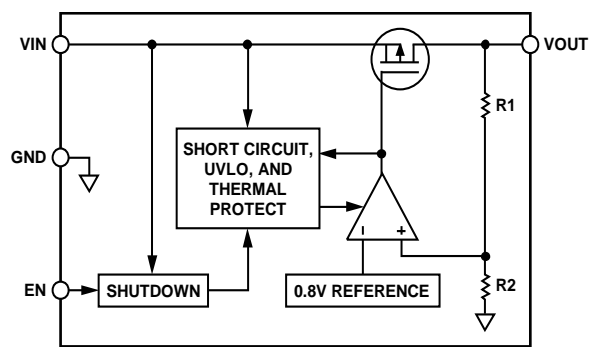 VIN
VOUT
R1
GND
SHORT CIRCUIT,
UVLO, AND
THERMAL
PROTECT
– +
EN
SHUTDOWN
0.8V REFERENCE
R2